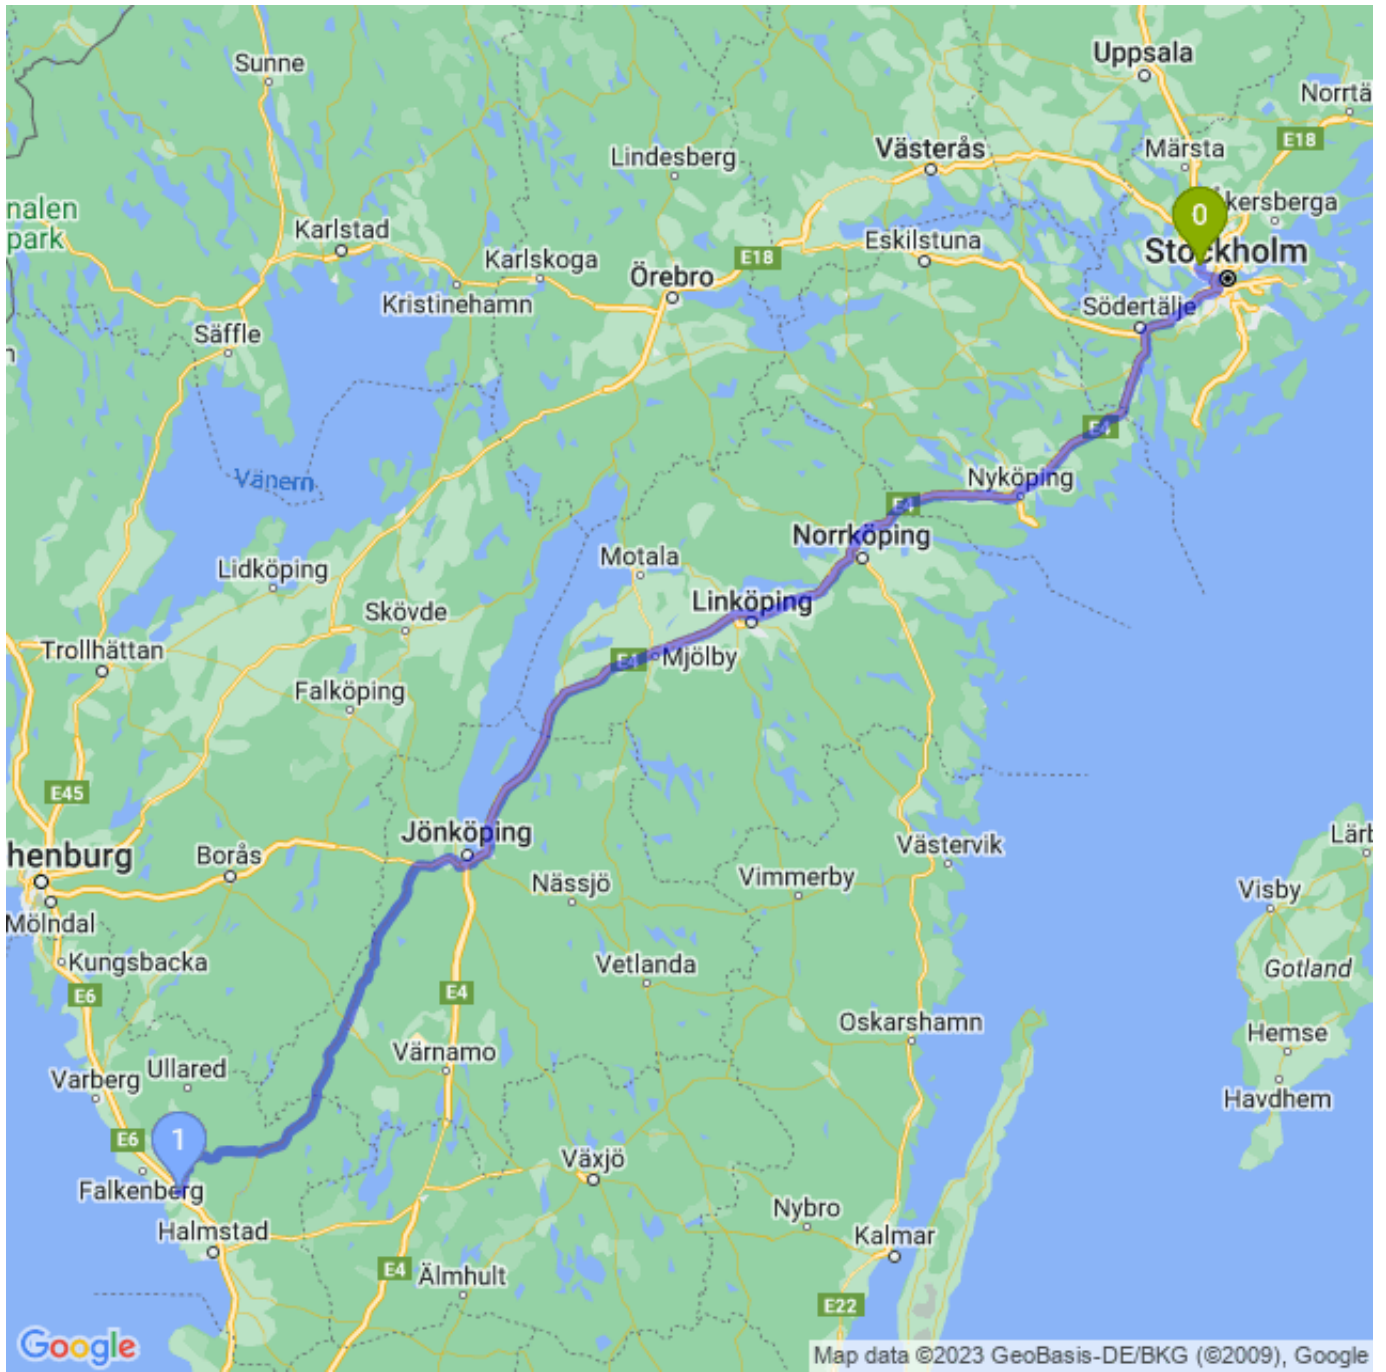 Sunne
Uppsala
Norrtä
E18
Lindesberg
Västerås
Märsta
nalen
park
0
kersberga
Karlstad
Eskilstuna
Stockholm
Karlskoga
E18
Örebro
Kristinehamn
Södertälje
Säffle
n
E4
Vänern
Nyköping
E4
Norrköping
Motala
Lidköping
Linköping
Skövde
Trollhättan
E4
Mjölby
Falköping
E45
Jönköping
Lärb
henburg
Borås
Västervik
Nässjö
Vimmerby
Visby
Mölndal
Kungsbacka
Vetlanda
Gotland
E6
E4
Oskarshamn
Hemse
Värnamo
Ullared
Varberg
Havdhem
E6
1
Växjö
Falkenberg
Nybro
Halmstad
Kalmar
E4
Älmhult
E22
Google
Map data ©2023 GeoBasis-DE/BKG (©2009), Google